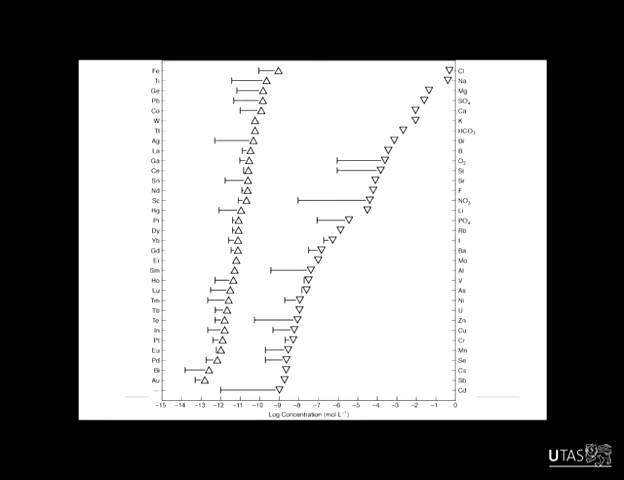 Fe Cl
Ti Na
Ge Mg
Pb SO₄
Co Ca
W K
Tl HCO₃
Ag Br
La B
Ga O₂
Ce Si
Sn Sr
Nd F
Sc NO₃
Hg Li
Pr PO₄
Dy Rb
Yb I
Gd Ba
Er Mo
Sm Al
Ho V
Lu As
Tm Ni
Tb U
Te Zn
In Cu
Pt Cr
Eu Mn
Pd Se
Bi Cs
Au Sb
– Cd
−15 −14 −13 −12 −11 −10 −9 −8 −7 −6 −5 −4 −3 −2 −1 0
Log Concentration (mol L⁻¹)
UTAS